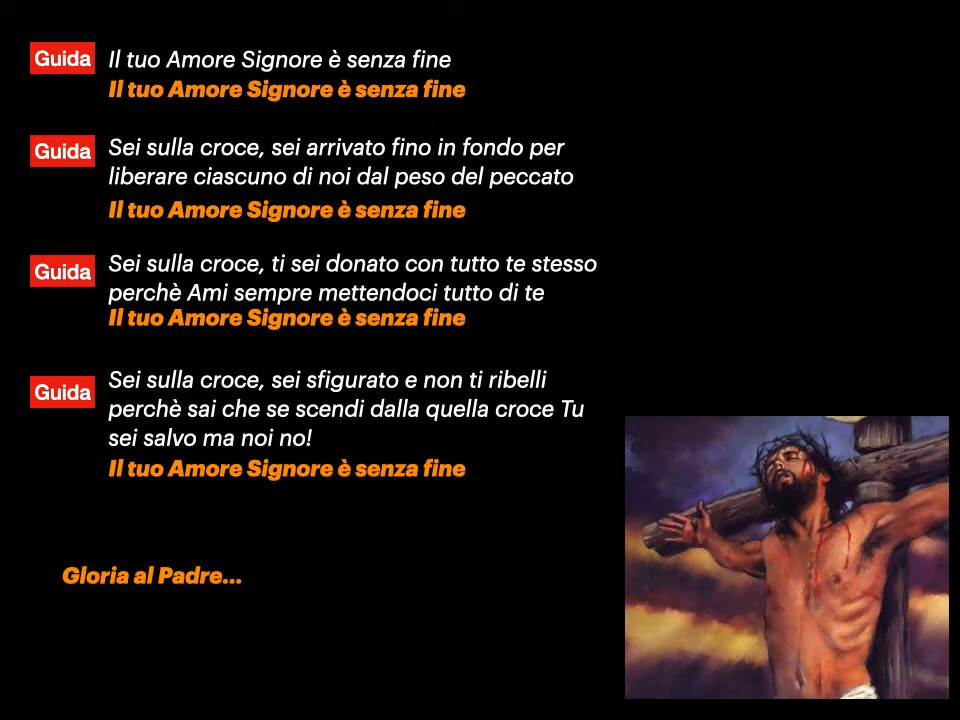 Guida Il tuo Amore Signore è senza fine
Il tuo Amore Signore è senza fine
Guida Sei sulla croce, sei arrivato fino in fondo per
liberare ciascuno di noi dal peso del peccato
Il tuo Amore Signore è senza fine
Guida Sei sulla croce, ti sei donato con tutto te stesso
perchè Ami sempre mettendoci tutto di te
Il tuo Amore Signore è senza fine
Guida Sei sulla croce, sei sfigurato e non ti ribelli
perchè sai che se scendi dalla quella croce Tu
sei salvo ma noi no!
Il tuo Amore Signore è senza fine
Gloria al Padre...